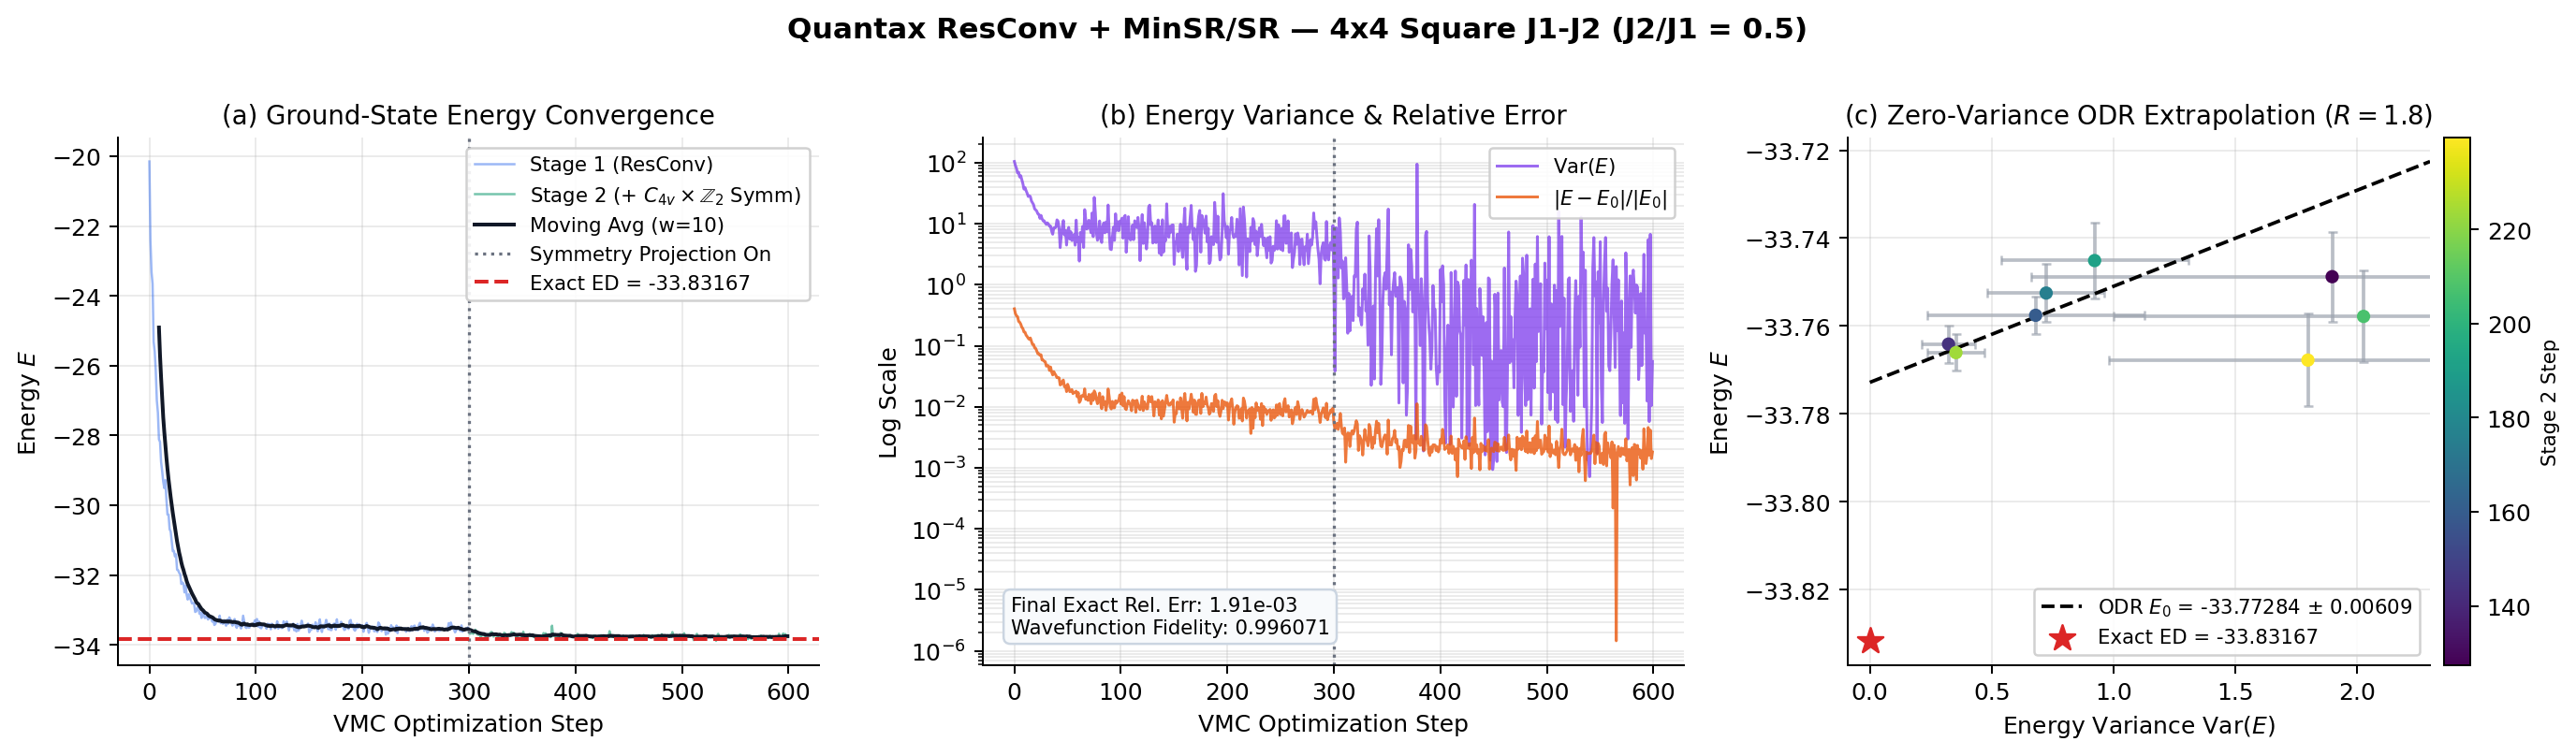 Quantax ResConv + MinSR/SR — 4x4 Square J1-J2 (J2/J1 = 0.5)
(a) Ground-State Energy Convergence
Energy E
−20
−22
−24
−26
−28
−30
−32
−34
0 100 200 300 400 500 600
VMC Optimization Step
Stage 1 (ResConv)
Stage 2 (+ C₄ᵥ × ℤ₂ Symm)
Moving Avg (w=10)
Symmetry Projection On
Exact ED = -33.83167
(b) Energy Variance & Relative Error
Log Scale
10²
10¹
10⁰
10⁻¹
10⁻²
10⁻³
10⁻⁴
10⁻⁵
10⁻⁶
0 100 200 300 400 500 600
VMC Optimization Step
Var(E)
|E − E₀|/|E₀|
Final Exact Rel. Err: 1.91e-03
Wavefunction Fidelity: 0.996071
(c) Zero-Variance ODR Extrapolation (R = 1.8)
Energy E
−33.72
−33.74
−33.76
−33.78
−33.80
−33.82
0.0 0.5 1.0 1.5 2.0
Energy Variance Var(E)
ODR E₀ = -33.77284 ± 0.00609
Exact ED = -33.83167
220
200
180
160
140
Stage 2 Step